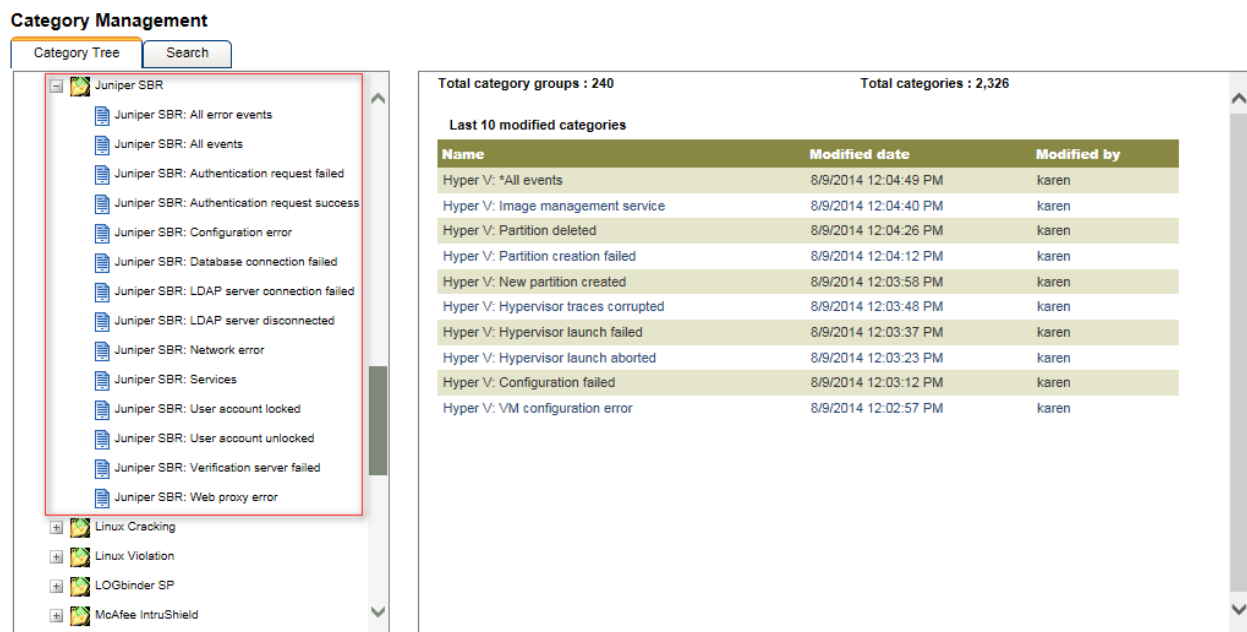 Category Management
Category Tree
Search
Juniper SBR
Juniper SBR: All error events
Juniper SBR: All events
Juniper SBR: Authentication request failed
Juniper SBR: Authentication request success
Juniper SBR: Configuration error
Juniper SBR: Database connection failed
Juniper SBR: LDAP server connection failed
Juniper SBR: LDAP server disconnected
Juniper SBR: Network error
Juniper SBR: Services
Juniper SBR: User account locked
Juniper SBR: User account unlocked
Juniper SBR: Verification server failed
Juniper SBR: Web proxy error
Linux Cracking
Linux Violation
LOGbinder SP
McAfee IntruShield
Total category groups : 240 Total categories : 2,326
Last 10 modified categories
Name Modified date Modified by
Hyper V: *All events 8/9/2014 12:04:49 PM karen
Hyper V: Image management service 8/9/2014 12:04:40 PM karen
Hyper V: Partition deleted 8/9/2014 12:04:26 PM karen
Hyper V: Partition creation failed 8/9/2014 12:04:12 PM karen
Hyper V: New partition created 8/9/2014 12:03:58 PM karen
Hyper V: Hypervisor traces corrupted 8/9/2014 12:03:48 PM karen
Hyper V: Hypervisor launch failed 8/9/2014 12:03:37 PM karen
Hyper V: Hypervisor launch aborted 8/9/2014 12:03:23 PM karen
Hyper V: Configuration failed 8/9/2014 12:03:12 PM karen
Hyper V: VM configuration error 8/9/2014 12:02:57 PM karen